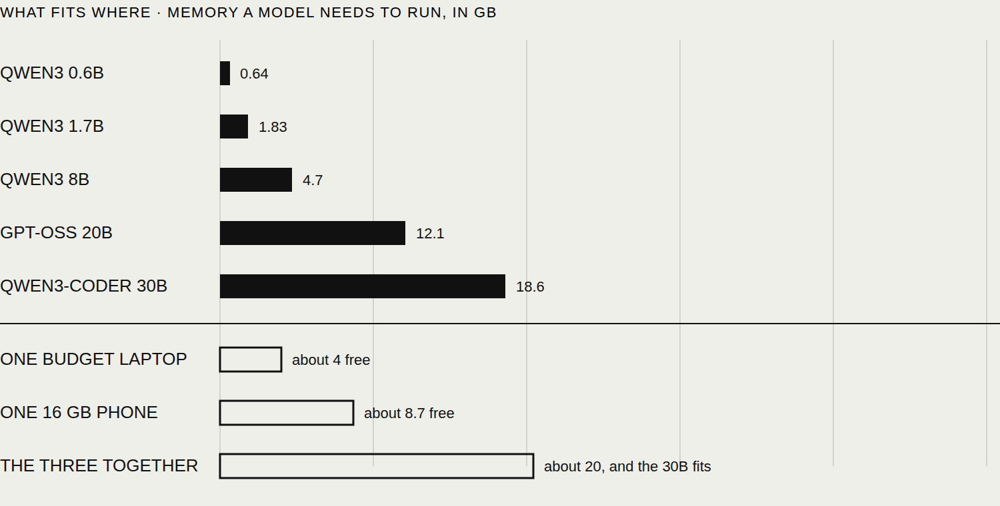 WHAT FITS WHERE · MEMORY A MODEL NEEDS TO RUN, IN GB
QWEN3 0.6B 0.64
QWEN3 1.7B 1.83
QWEN3 8B 4.7
GPT-OSS 20B 12.1
QWEN3-CODER 30B 18.6
ONE BUDGET LAPTOP about 4 free
ONE 16 GB PHONE about 8.7 free
THE THREE TOGETHER about 20, and the 30B fits